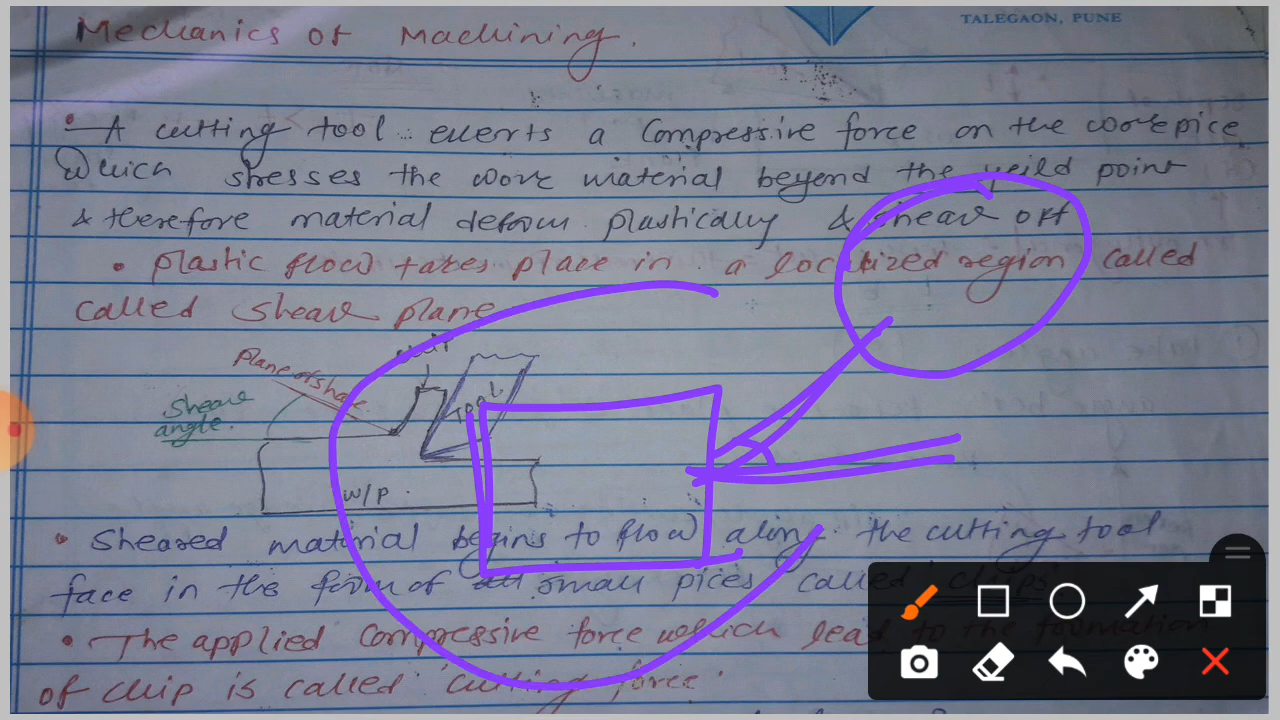 TALEGAON, PUNE
Mechanics of Machining.
A cutting tool exerts a compressive force on the workpice
which stresses the work material beyend the yeild point
& therefore material deform plastically & shear off
• plastic flow takes place in a localized region called
called shear plane
chip
Plane of shear
Tool
Shear
angle.
W/P.
• Sheared material begins to flow along the cutting tool
face in the form of small pices called 'chips'
• The applied compressive force which lead to the formation
of chip is called 'cutting force'.